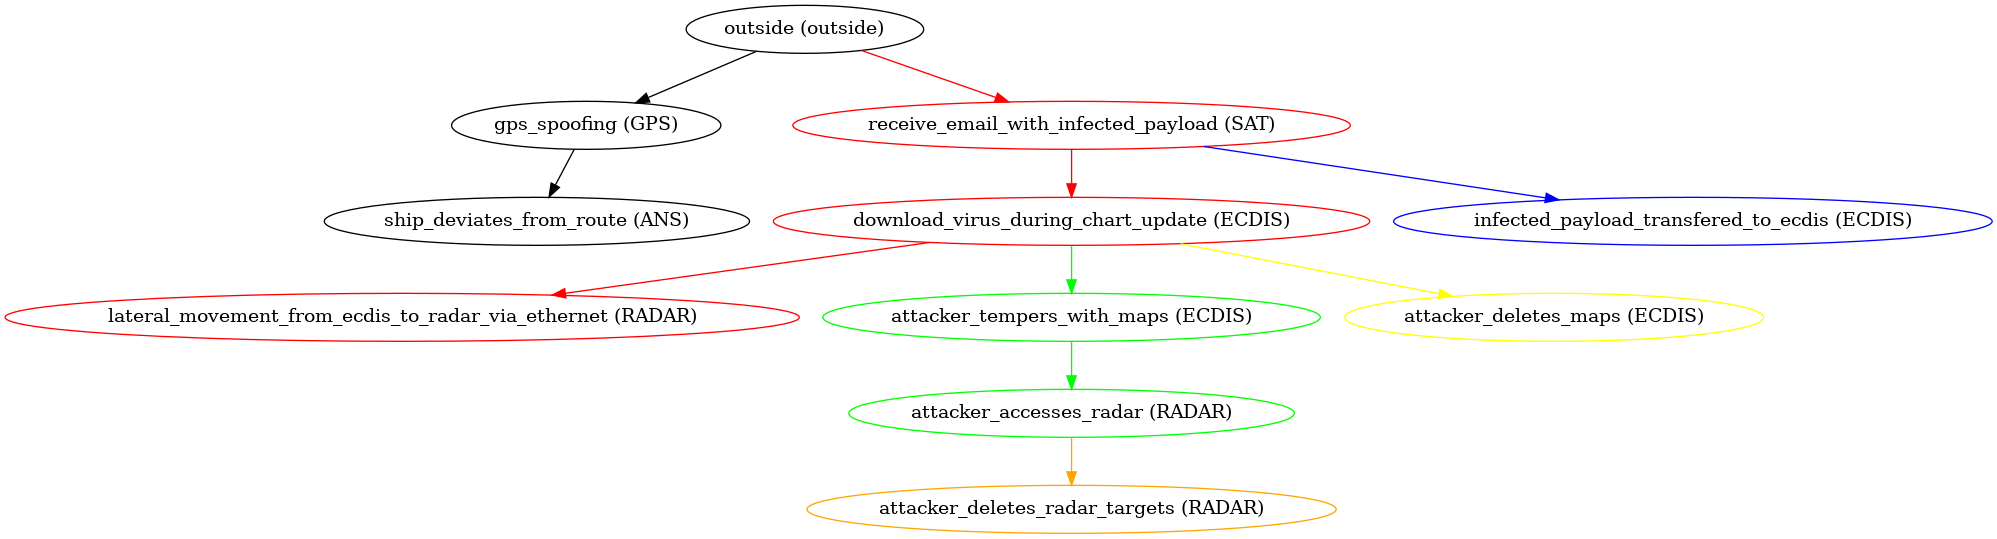 outside (outside)
gps_spoofing (GPS)
receive_email_with_infected_payload (SAT)
ship_deviates_from_route (ANS)
download_virus_during_chart_update (ECDIS)
infected_payload_transfered_to_ecdis (ECDIS)
lateral_movement_from_ecdis_to_radar_via_ethernet (RADAR)
attacker_tempers_with_maps (ECDIS)
attacker_deletes_maps (ECDIS)
attacker_accesses_radar (RADAR)
attacker_deletes_radar_targets (RADAR)